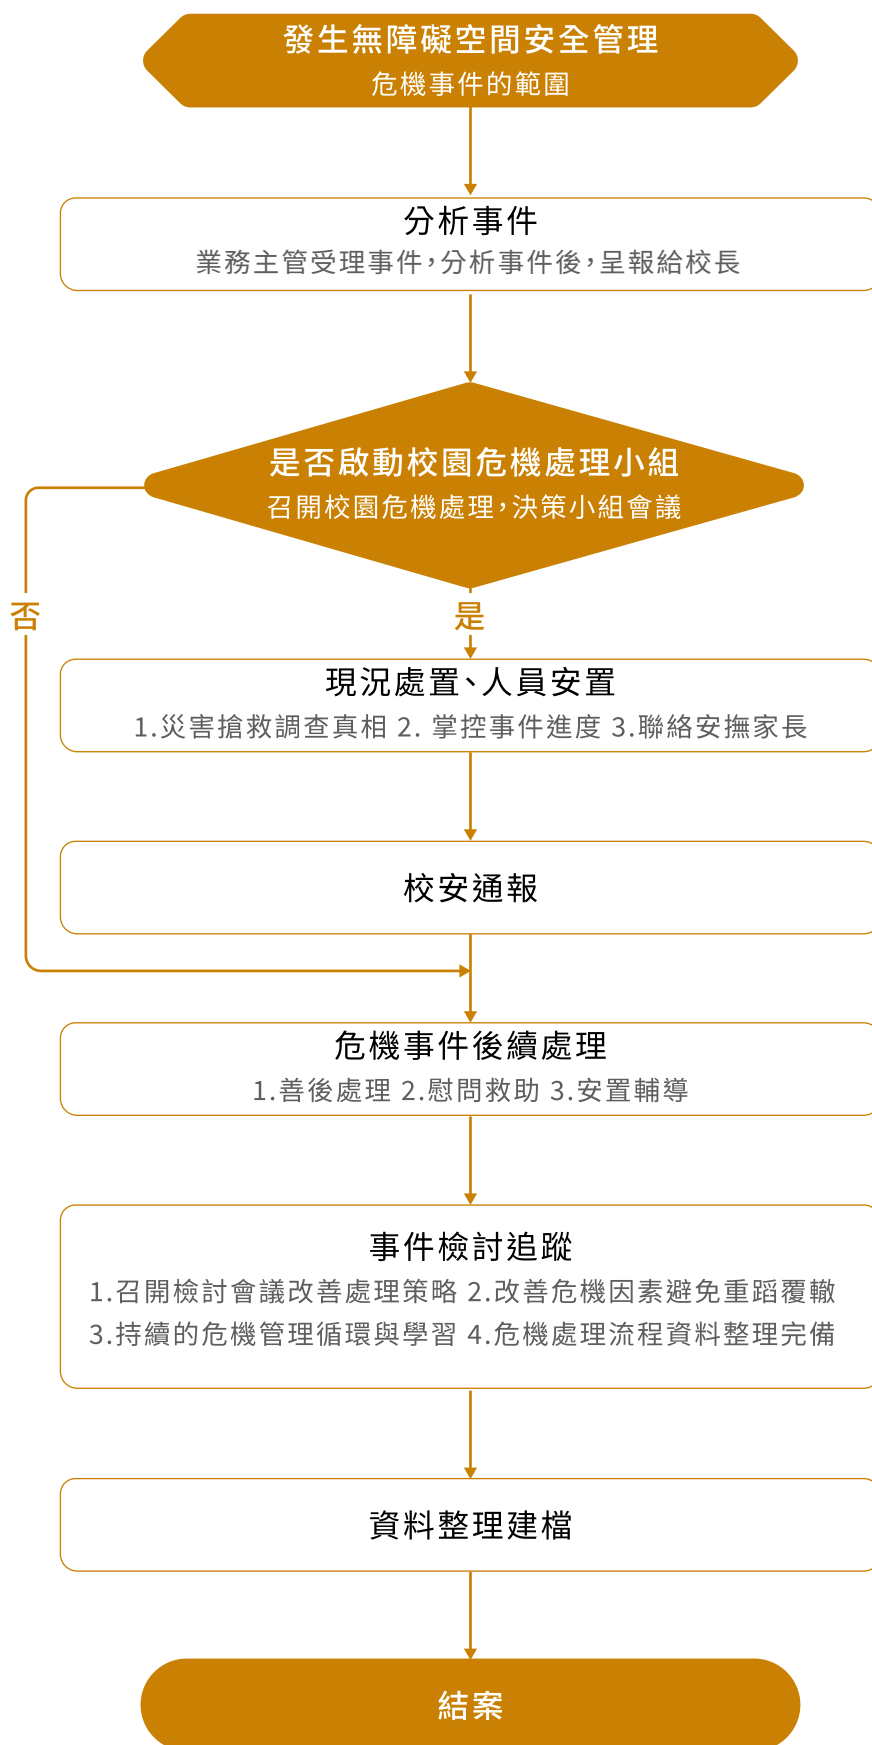 發生無障礙空間安全管理
危機事件的範圍
分析事件
業務主管受理事件，分析事件後，呈報給校長
是否啟動校園危機處理小組
召開校園危機處理，決策小組會議
否
是
現況處置、人員安置
1.災害搶救調查真相 2. 掌控事件進度 3.聯絡安撫家長
校安通報
危機事件後續處理
1.善後處理 2.慰問救助 3.安置輔導
事件檢討追蹤
1.召開檢討會議改善處理策略 2.改善危機因素避免重蹈覆轍
3.持續的危機管理循環與學習 4.危機處理流程資料整理完備
資料整理建檔
結案